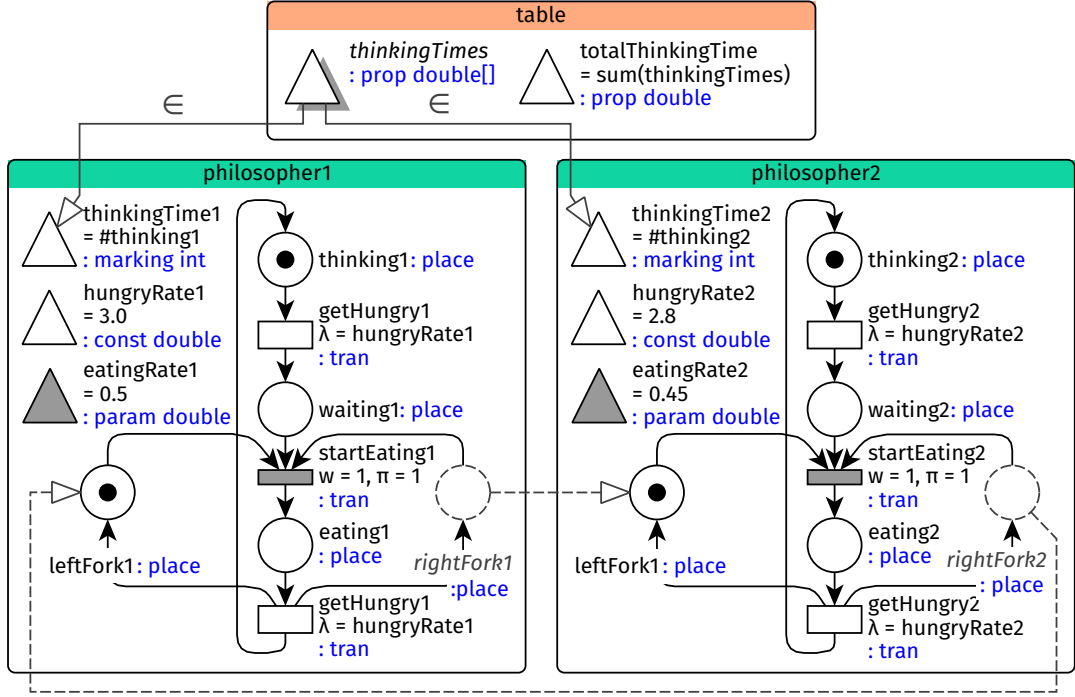 table
thinkingTimes
: prop double[]
totalThinkingTime
= sum(thinkingTimes)
: prop double
∈
∈
philosopher1
thinkingTime1
= #thinking1
: marking int
hungryRate1
= 3.0
: const double
eatingRate1
= 0.5
: param double
thinking1: place
getHungry1
λ = hungryRate1
: tran
waiting1: place
startEating1
w = 1, π = 1
: tran
eating1
: place
leftFork1: place
rightFork1
:place
getHungry1
λ = hungryRate1
: tran
philosopher2
thinkingTime2
= #thinking2
: marking int
hungryRate2
= 2.8
: const double
eatingRate2
= 0.45
: param double
thinking2: place
getHungry2
λ = hungryRate2
: tran
waiting2: place
startEating2
w = 1, π = 1
: tran
eating2
: place
leftFork1: place
rightFork2
: place
getHungry2
λ = hungryRate2
: tran